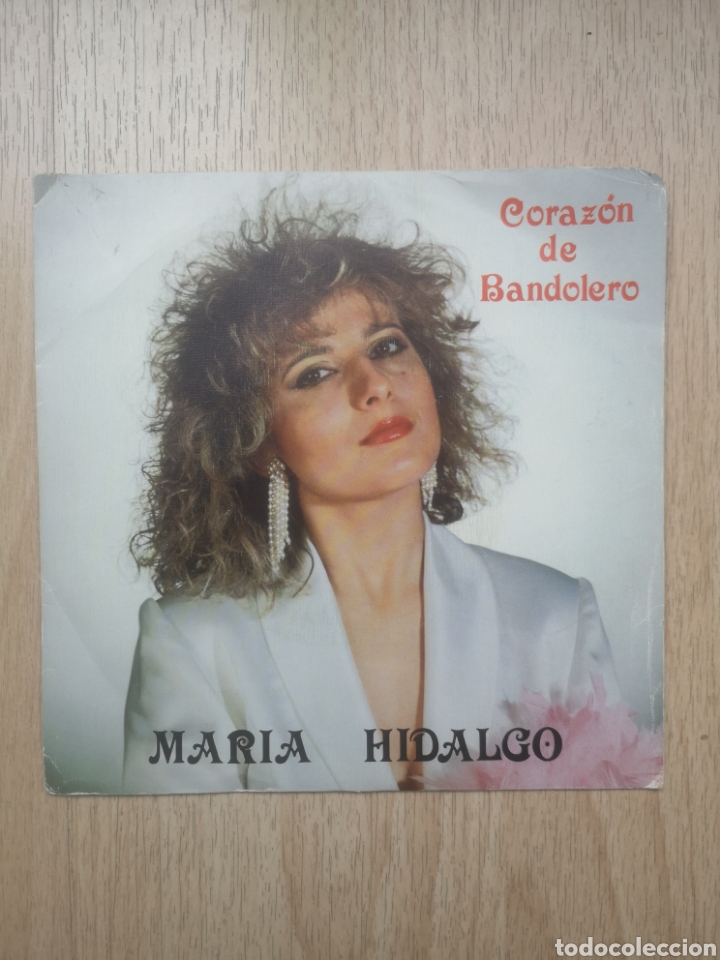 Corazón
de
Bandolero
MARIA HIDALGO
todocoleccion